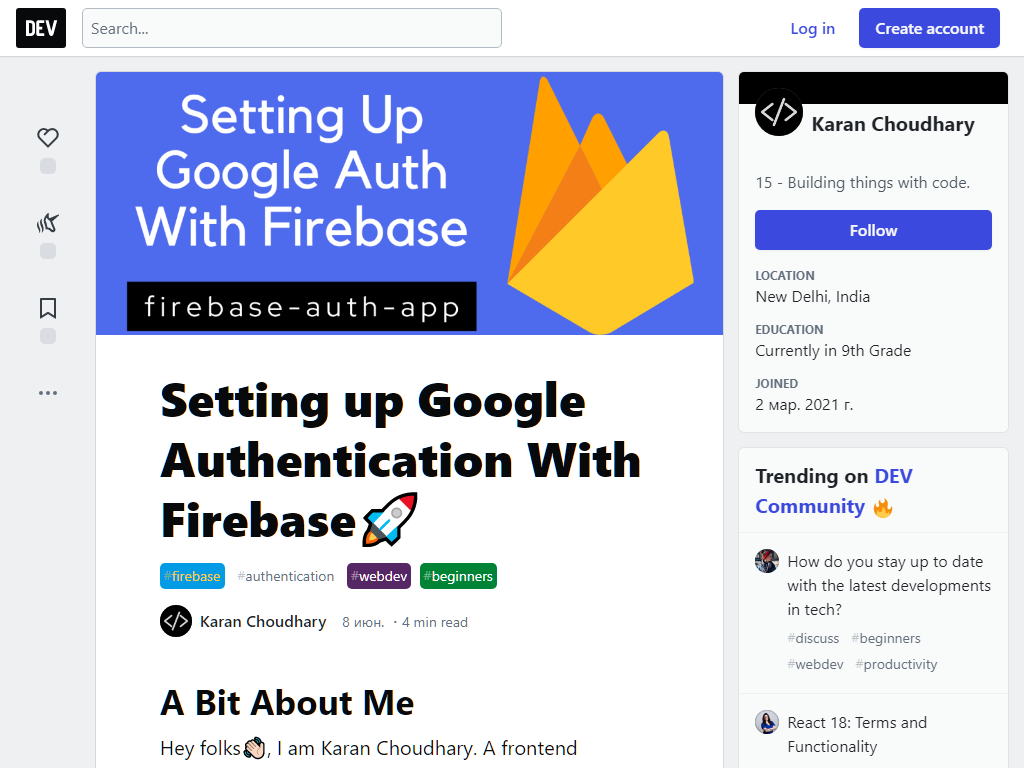 DEV
Search...
Log in
Create account
Setting Up
Google Auth
With Firebase
firebase-auth-app
Setting up Google
Authentication With
Firebase🚀
#firebase #authentication #webdev #beginners
Karan Choudhary 8 июн. · 4 min read
A Bit About Me
Hey folks👋🏻, I am Karan Choudhary. A frontend
Karan Choudhary
15 - Building things with code.
Follow
LOCATION
New Delhi, India
EDUCATION
Currently in 9th Grade
JOINED
2 мар. 2021 г.
Trending on DEV
Community 🔥
How do you stay up to date
with the latest developments
in tech?
#discuss #beginners
#webdev #productivity
React 18: Terms and
Functionality